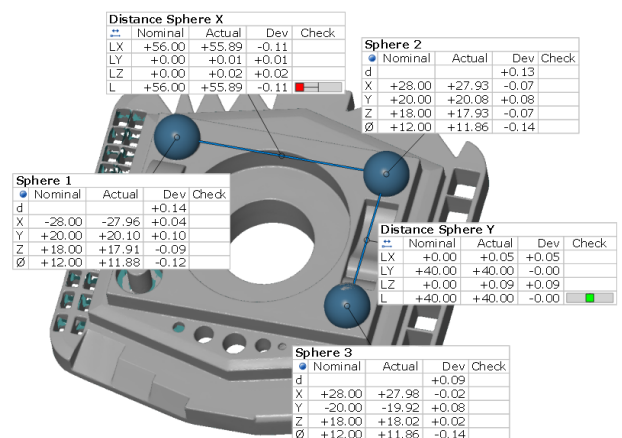 Distance Sphere X
Nominal Actual Dev Check
LX +56.00 +55.89 -0.11
LY +0.00 +0.01 +0.01
LZ +0.00 +0.02 +0.02
L +56.00 +55.89 -0.11
Sphere 2
Nominal Actual Dev Check
d +0.13
X +28.00 +27.93 -0.07
Y +20.00 +20.08 +0.08
Z +18.00 +17.93 -0.07
Ø +12.00 +11.86 -0.14
Sphere 1
Nominal Actual Dev Check
d +0.14
X -28.00 -27.96 +0.04
Y +20.00 +20.10 +0.10
Z +18.00 +17.91 -0.09
Ø +12.00 +11.88 -0.12
Distance Sphere Y
Nominal Actual Dev Check
LX +0.00 +0.05 +0.05
LY +40.00 +40.00 -0.00
LZ +0.00 +0.09 +0.09
L +40.00 +40.00 -0.00
Sphere 3
Nominal Actual Dev Check
d +0.09
X +28.00 +27.98 -0.02
Y -20.00 -19.92 +0.08
Z +18.00 +18.02 +0.02
Ø +12.00 +11.86 -0.14